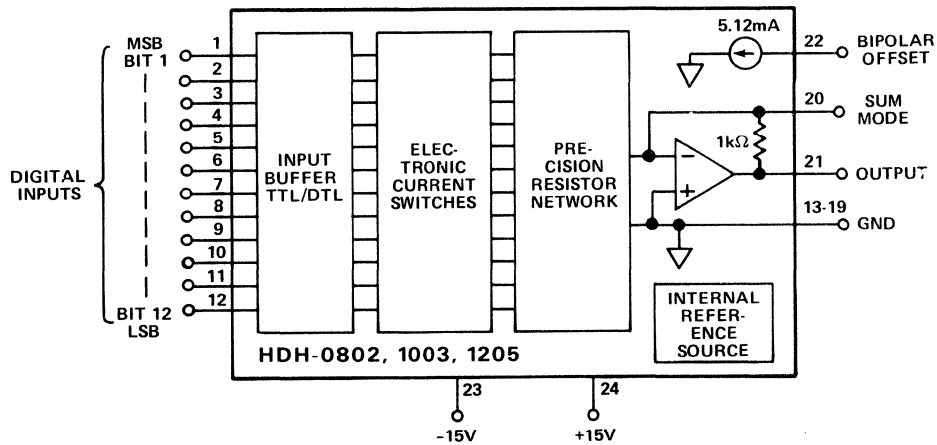 5.12mA
22
BIPOLAR
OFFSET
MSB
BIT 1
1
2
3
4
5
6
7
8
9
10
11
12
DIGITAL
INPUTS
BIT 12
LSB
INPUT
BUFFER
TTL/DTL
ELEC-
TRONIC
CURRENT
SWITCHES
PRE-
CISION
RESISTOR
NETWORK
20
SUM
MODE
1kΩ
−
+
21
OUTPUT
13-19
GND
INTERNAL
REFER-
ENCE
SOURCE
HDH-0802, 1003, 1205
23
24
-15V
+15V